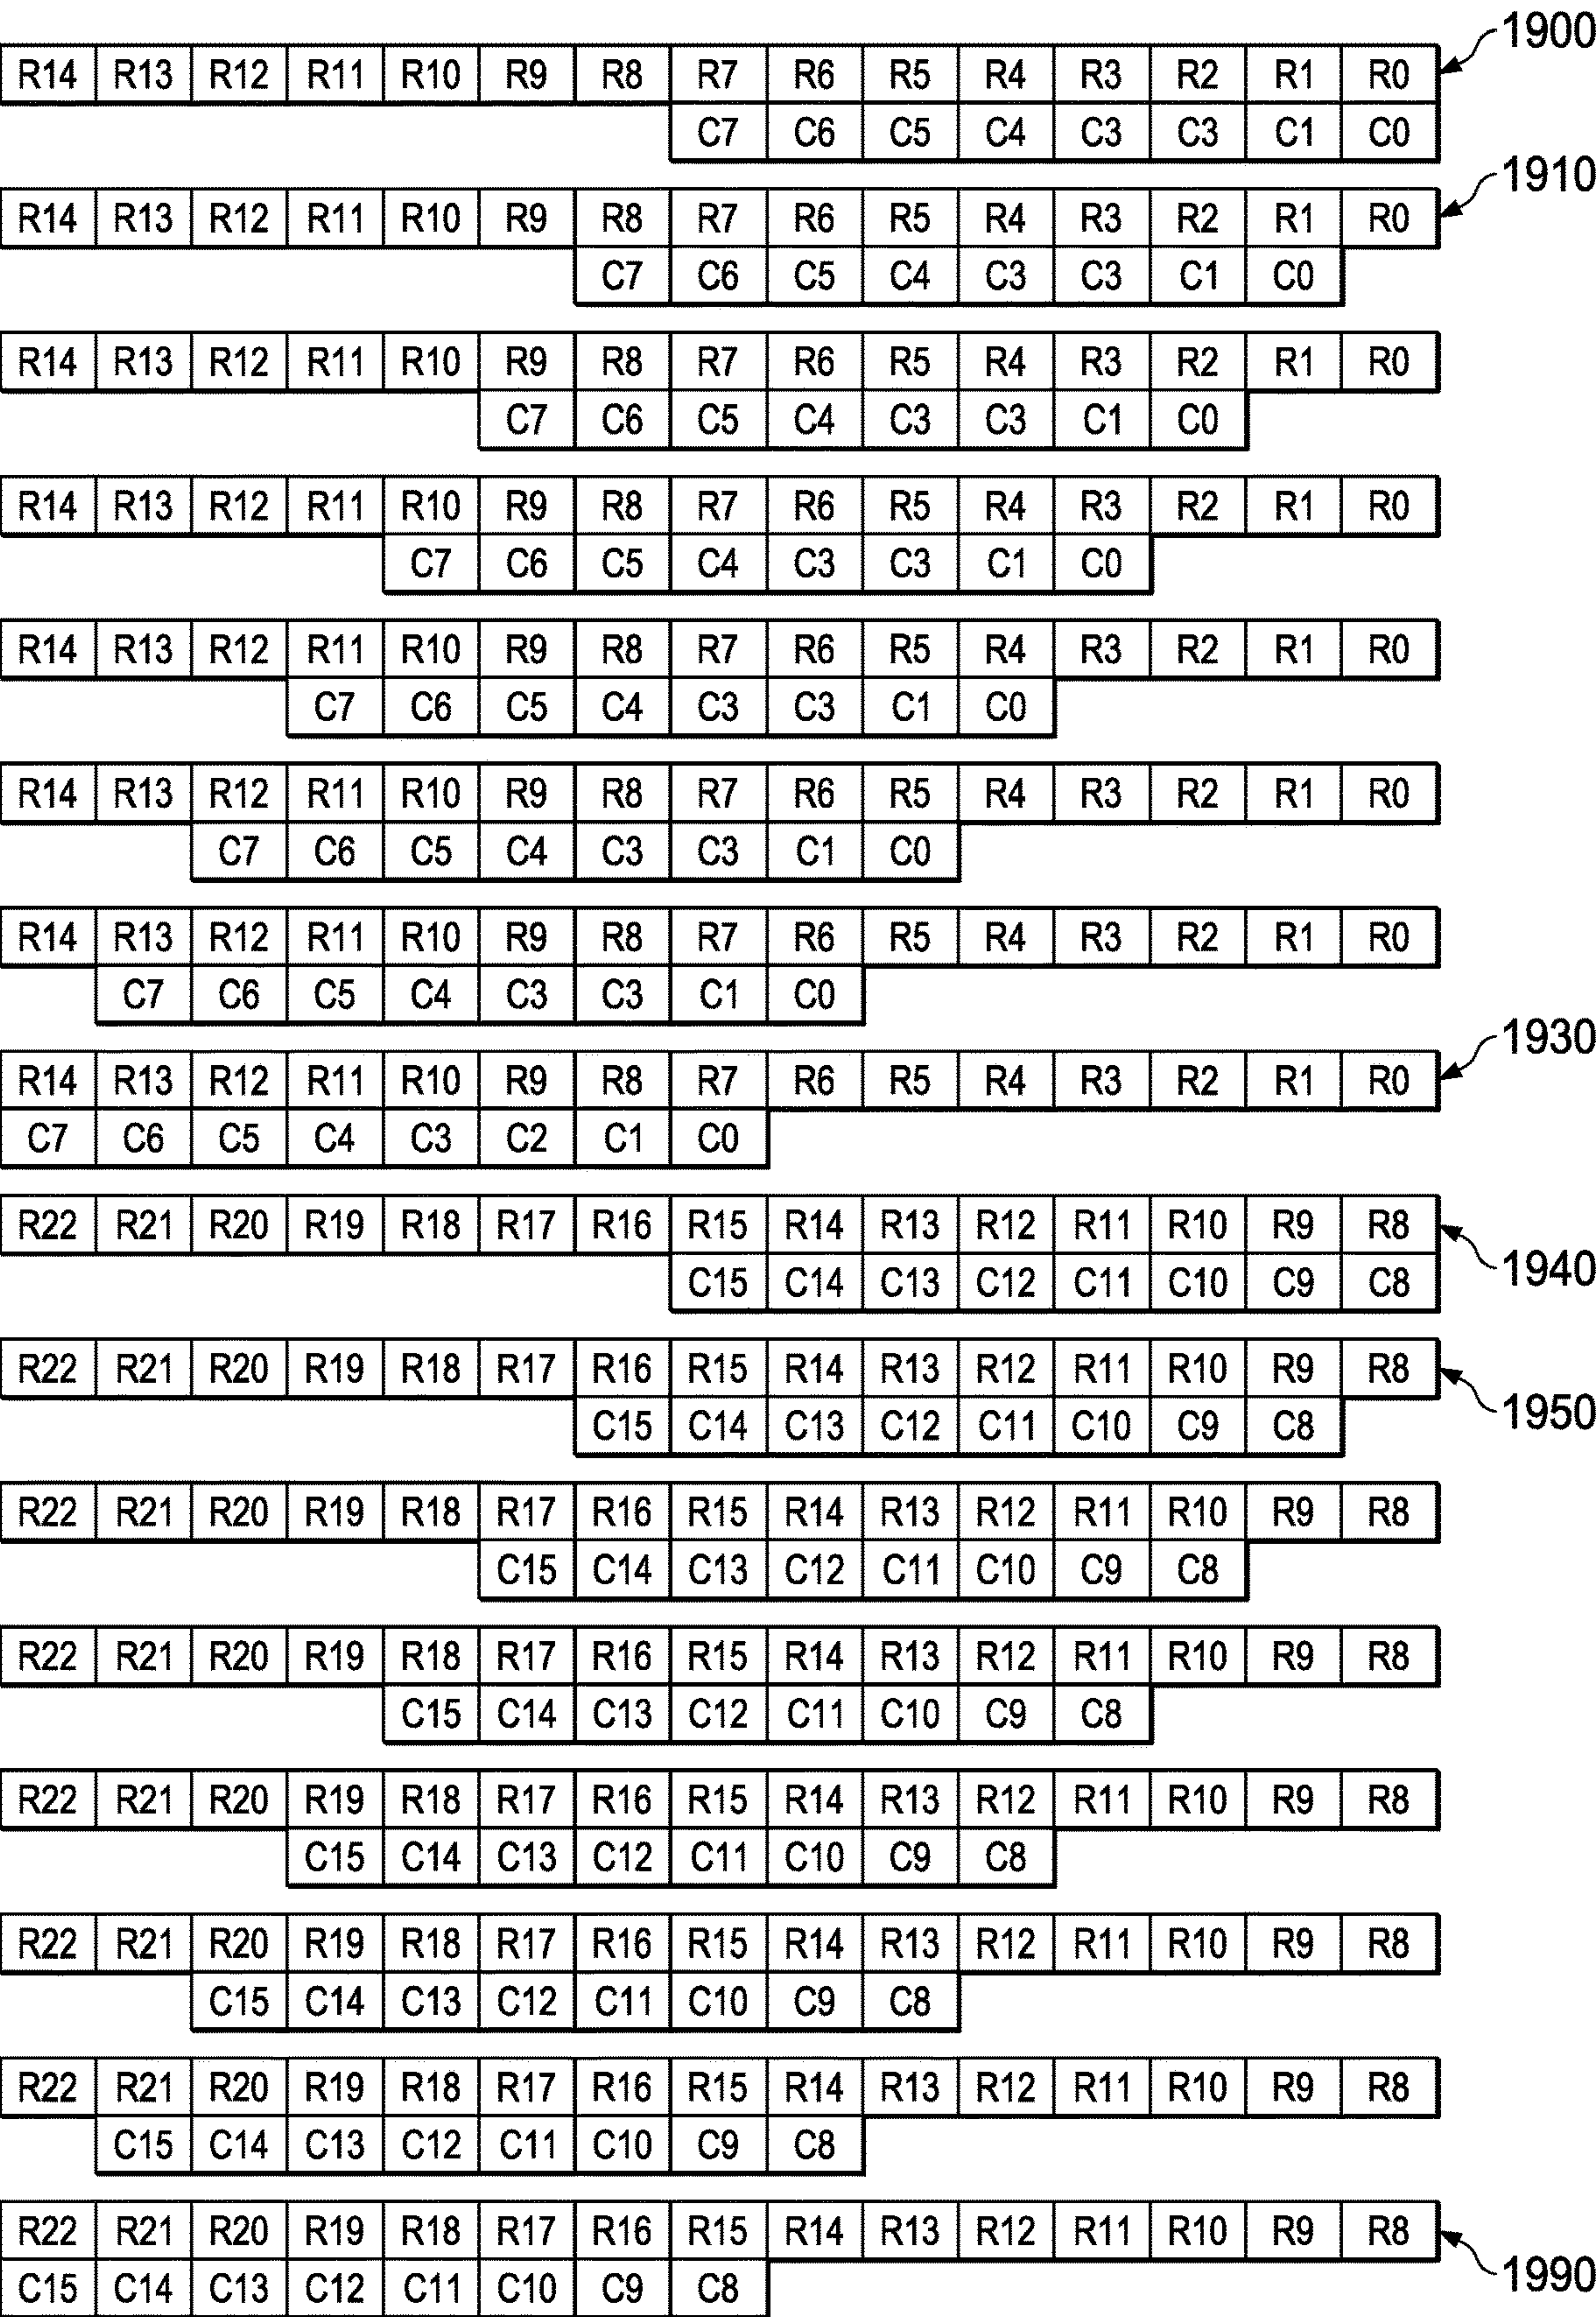 1900
R14 R13 R12 R11 R10 R9 R8 R7 R6 R5 R4 R3 R2 R1 R0
C7 C6 C5 C4 C3 C3 C1 C0
1910
R14 R13 R12 R11 R10 R9 R8 R7 R6 R5 R4 R3 R2 R1 R0
C7 C6 C5 C4 C3 C3 C1 C0
R14 R13 R12 R11 R10 R9 R8 R7 R6 R5 R4 R3 R2 R1 R0
C7 C6 C5 C4 C3 C3 C1 C0
R14 R13 R12 R11 R10 R9 R8 R7 R6 R5 R4 R3 R2 R1 R0
C7 C6 C5 C4 C3 C3 C1 C0
R14 R13 R12 R11 R10 R9 R8 R7 R6 R5 R4 R3 R2 R1 R0
C7 C6 C5 C4 C3 C3 C1 C0
R14 R13 R12 R11 R10 R9 R8 R7 R6 R5 R4 R3 R2 R1 R0
C7 C6 C5 C4 C3 C3 C1 C0
R14 R13 R12 R11 R10 R9 R8 R7 R6 R5 R4 R3 R2 R1 R0
C7 C6 C5 C4 C3 C3 C1 C0
1930
R14 R13 R12 R11 R10 R9 R8 R7 R6 R5 R4 R3 R2 R1 R0
C7 C6 C5 C4 C3 C2 C1 C0
R22 R21 R20 R19 R18 R17 R16 R15 R14 R13 R12 R11 R10 R9 R8
1940
C15 C14 C13 C12 C11 C10 C9 C8
R22 R21 R20 R19 R18 R17 R16 R15 R14 R13 R12 R11 R10 R9 R8
1950
C15 C14 C13 C12 C11 C10 C9 C8
R22 R21 R20 R19 R18 R17 R16 R15 R14 R13 R12 R11 R10 R9 R8
C15 C14 C13 C12 C11 C10 C9 C8
R22 R21 R20 R19 R18 R17 R16 R15 R14 R13 R12 R11 R10 R9 R8
C15 C14 C13 C12 C11 C10 C9 C8
R22 R21 R20 R19 R18 R17 R16 R15 R14 R13 R12 R11 R10 R9 R8
C15 C14 C13 C12 C11 C10 C9 C8
R22 R21 R20 R19 R18 R17 R16 R15 R14 R13 R12 R11 R10 R9 R8
C15 C14 C13 C12 C11 C10 C9 C8
R22 R21 R20 R19 R18 R17 R16 R15 R14 R13 R12 R11 R10 R9 R8
C15 C14 C13 C12 C11 C10 C9 C8
R22 R21 R20 R19 R18 R17 R16 R15 R14 R13 R12 R11 R10 R9 R8
1990
C15 C14 C13 C12 C11 C10 C9 C8